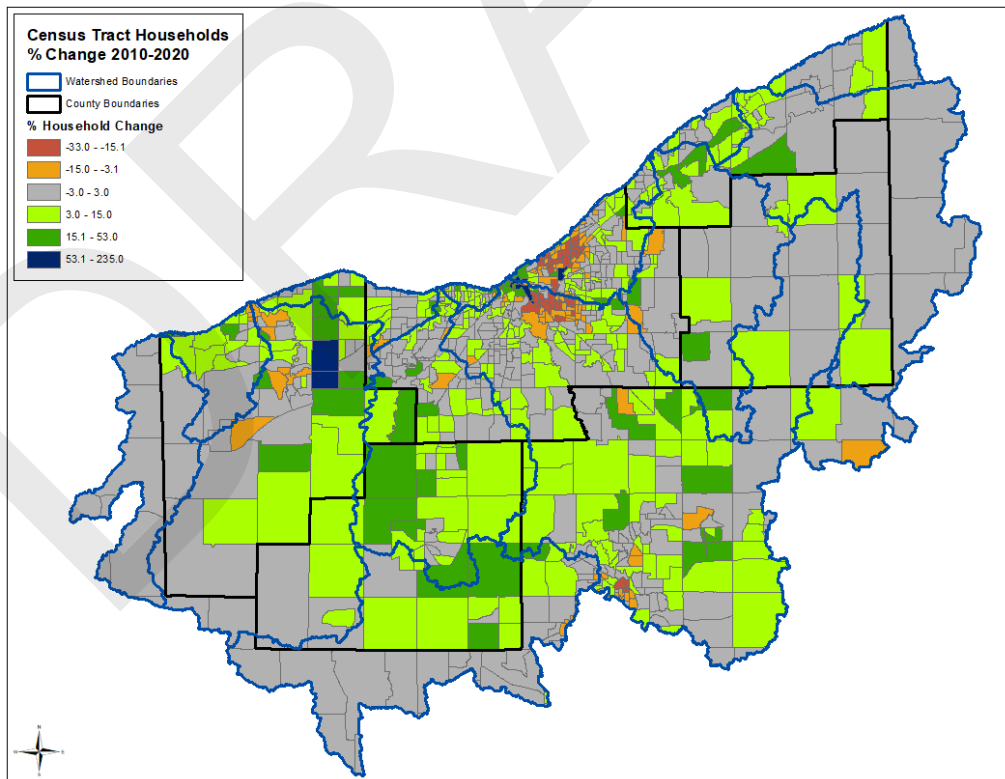 Census Tract Households
% Change 2010-2020
Watershed Boundaries
County Boundaries
% Household Change
-33.0 - -15.1
-15.0 - -3.1
-3.0 - 3.0
3.0 - 15.0
15.1 - 53.0
53.1 - 235.0
DRA
N
W
E
S